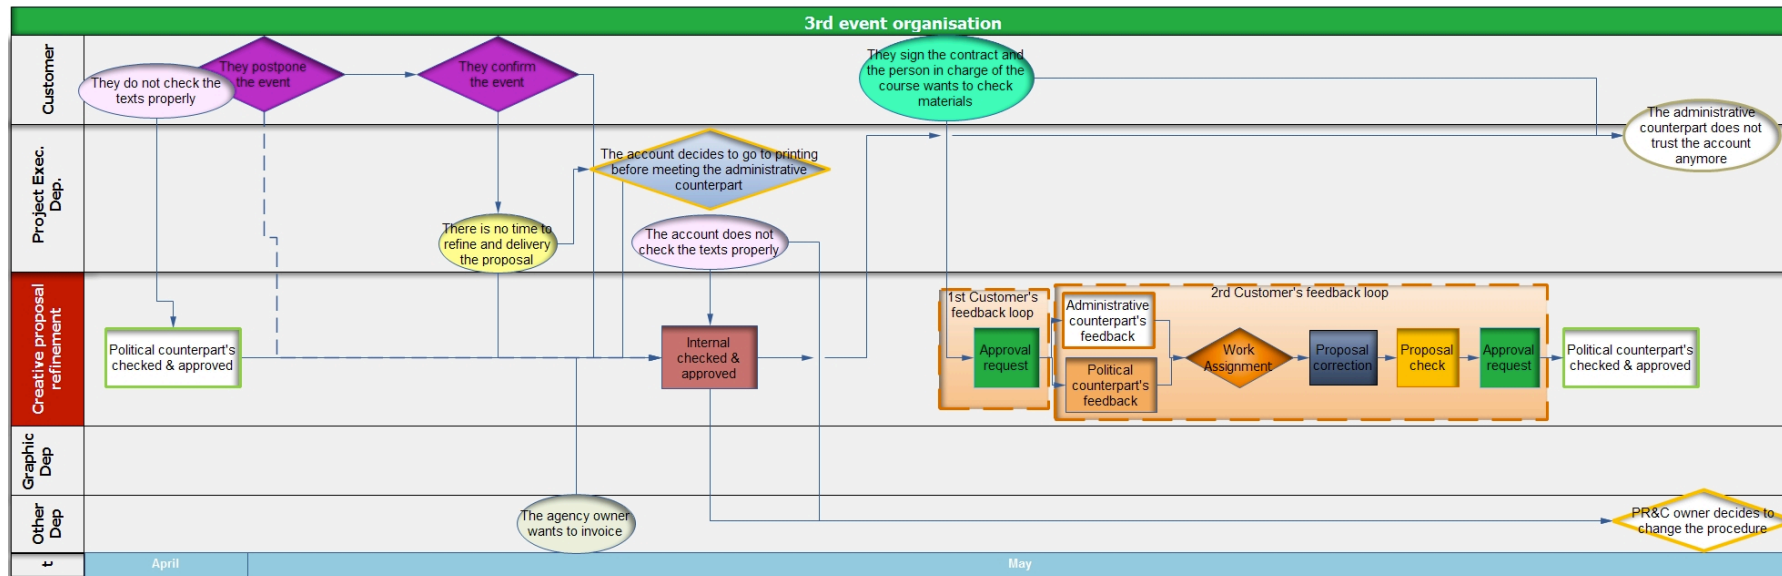 3rd event organisation
Customer
They do not check the
texts properly
They postpone
the event
They confirm
the event
They sign the contract and
the person in charge of the
course wants to check
materials
The administrative
counterpart does not
trust the account
anymore
Project Exec.
Dep.
The account decides to go to printing
before meeting the administrative
counterpart
There is no time to
refine and delivery
the proposal
The account does not
check the texts properly
Creative proposal
refinement
Political counterpart's
checked & approved
Internal
checked &
approved
1st Customer's
feedback loop
Approval
request
2rd Customer's feedback loop
Administrative
counterpart's
feedback
Political
counterpart's
feedback
Work
Assignment
Proposal
correction
Proposal
check
Approval
request
Political counterpart's
checked & approved
Graphic
Dep
Other
Dep
The agency owner
wants to invoice
PR&C owner decides to
change the procedure
t
April
May